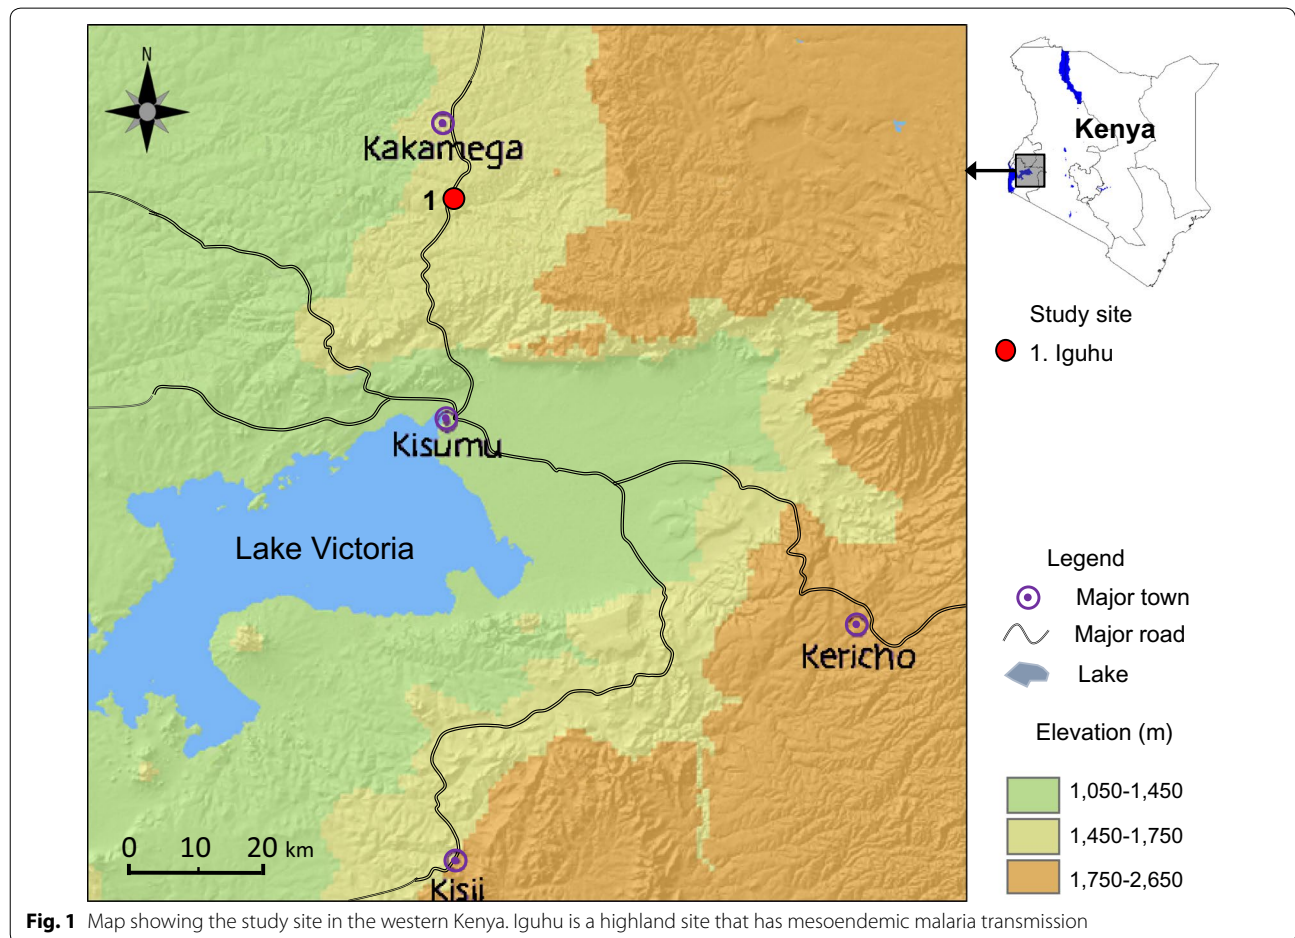 N
Kakamega
1
Kisumu
Lake Victoria
Kericho
Kisii
0 10 20 km
Kenya
Study site
1. Iguhu
Legend
Major town
Major road
Lake
Elevation (m)
1,050-1,450
1,450-1,750
1,750-2,650
Fig. 1 Map showing the study site in the western Kenya. Iguhu is a highland site that has mesoendemic malaria transmission